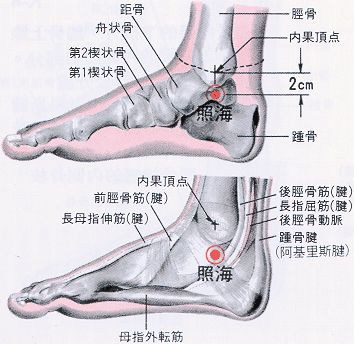 距骨
舟状骨
第2楔状骨
第1楔状骨
脛骨
内果頂点
2cm
照海
踵骨
内果頂点
前脛骨筋(腱)
長母指伸筋(腱)
後脛骨筋(腱)
長指屈筋(腱)
後脛骨動脈
踵骨腱
(阿基里斯腱)
照海
母指外転筋